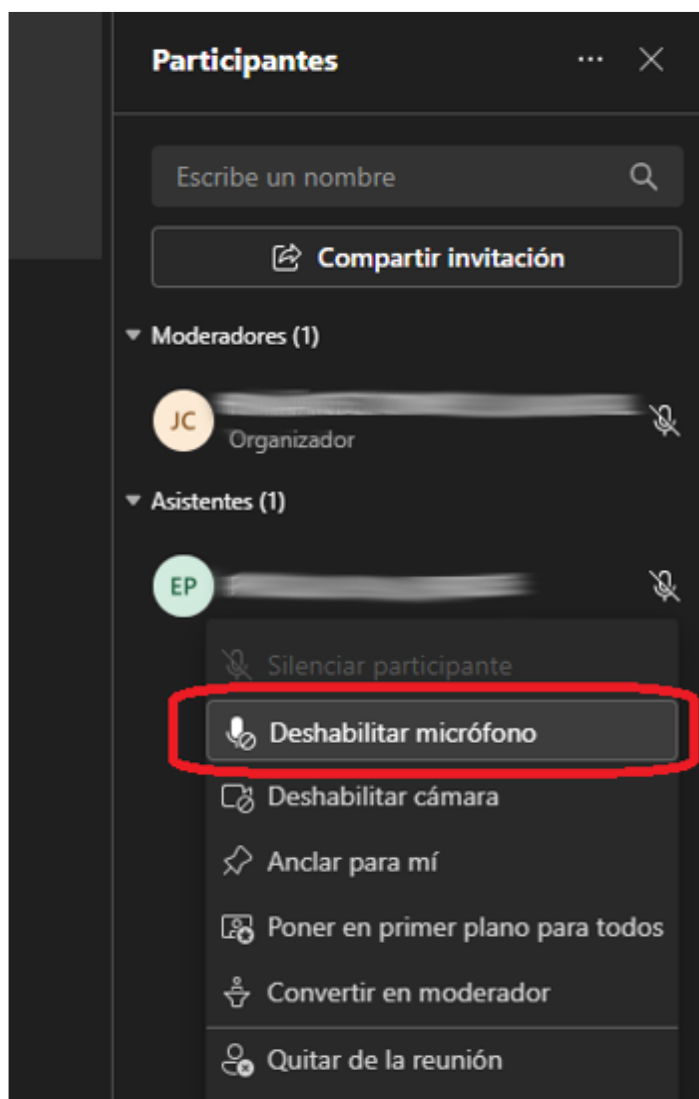 Participantes
Escribe un nombre
Compartir invitación
Moderadores (1)
JC
Organizador
Asistentes (1)
EP
Silenciar participante
Deshabilitar micrófono
Deshabilitar cámara
Anclar para mí
Poner en primer plano para todos
Convertir en moderador
Quitar de la reunión